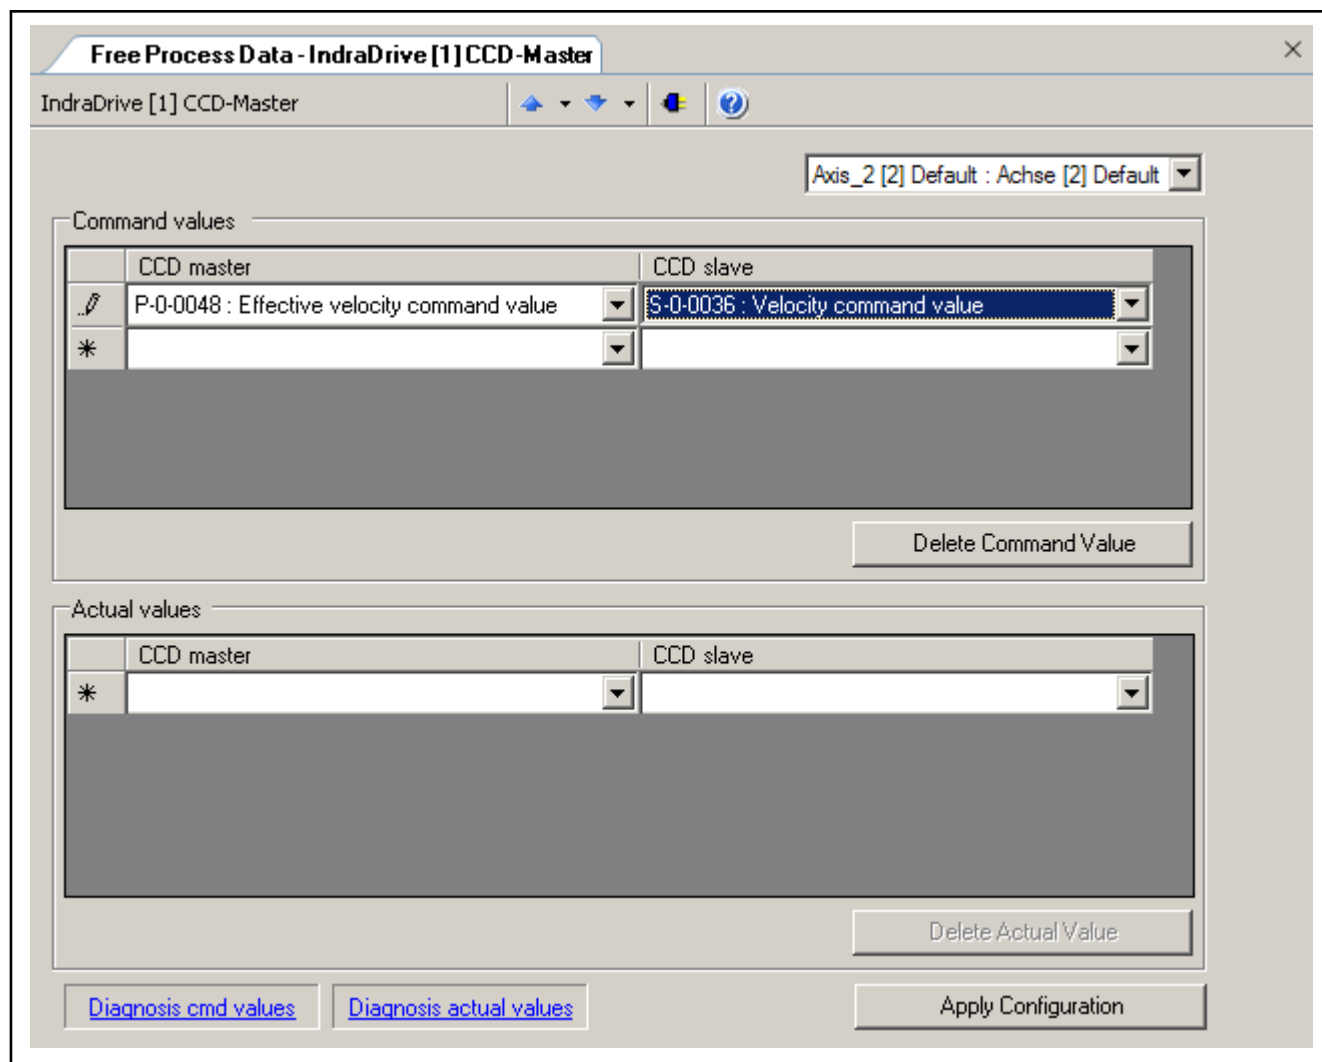 Free Process Data - IndraDrive [1] CCD-Master
IndraDrive [1] CCD-Master
Axis_2 [2] Default : Achse [2] Default
Command values
CCD master CCD slave
P-0-0048 : Effective velocity command value S-0-0036 : Velocity command value
Delete Command Value
Actual values
CCD master CCD slave
Delete Actual Value
Diagnosis cmd values Diagnosis actual values Apply Configuration